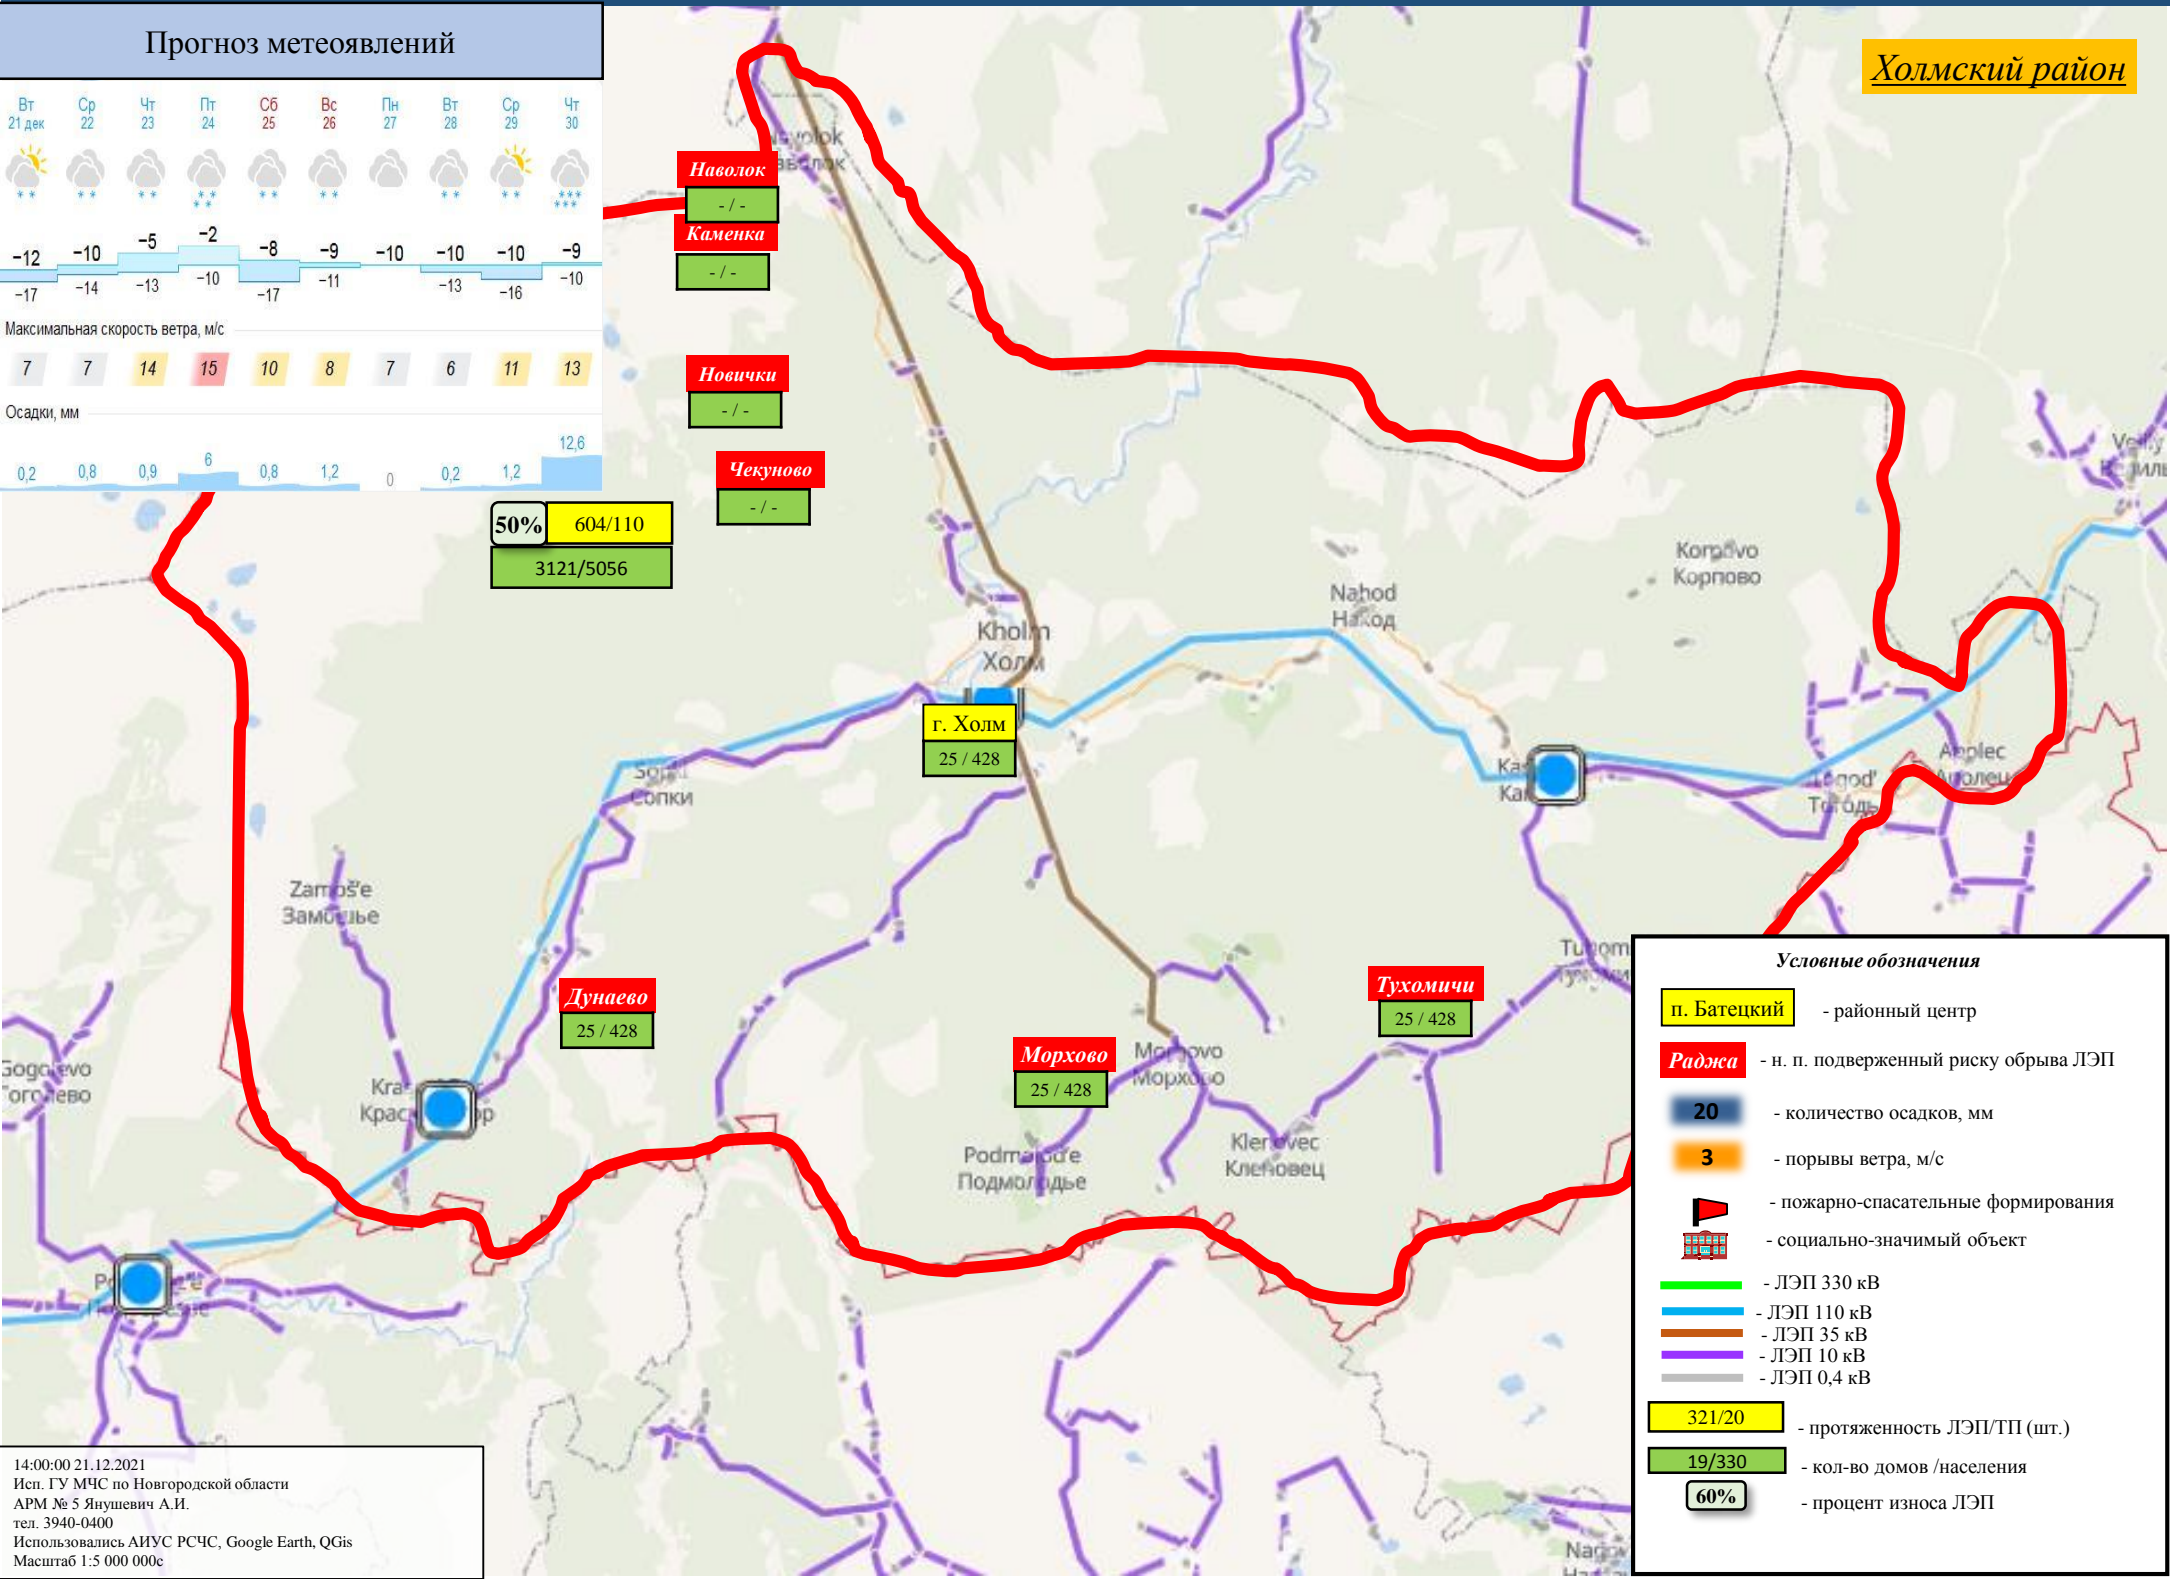 Прогноз метеоявлений
Холмский район
Вт Ср Чт Пт Сб Вс Пн Вт Ср Чт
21 дек 22 23 24 25 26 27 28 29 30
−12 −10 −5 −2 −8 −9 −10 −10 −10 −9
−17 −14 −13 −10 −17 −11 −13 −16 −10
Максимальная скорость ветра, м/с
7 7 14 15 10 8 7 6 11 13
Осадки, мм
0,2 0,8 0,9 6 0,8 1,2 0 0,2 1,2 12,6
Наволок
- / -
Каменка
- / -
Новички
- / -
Чекуново
- / -
50% 604/110
3121/5056
Korpovo
Корпово
Nahod
Наход
Kholm
Холм
г. Холм
25 / 428
Sopki
Сопки
Тогодь
Zamoš'e
Замошье
Дунаево
25 / 428
Тухомичи
25 / 428
Морхово
25 / 428
Морхово
Klenovec
Кленовец
Подмолодье
Условные обозначения
п. Батецкий - районный центр
Раджа - н. п. подверженный риску обрыва ЛЭП
20 - количество осадков, мм
3 - порывы ветра, м/с
- пожарно-спасательные формирования
- социально-значимый объект
- ЛЭП 330 кВ
- ЛЭП 110 кВ
- ЛЭП 35 кВ
- ЛЭП 10 кВ
- ЛЭП 0,4 кВ
321/20 - протяженность ЛЭП/ТП (шт.)
19/330 - кол-во домов /населения
60% - процент износа ЛЭП
14:00:00 21.12.2021
Исп. ГУ МЧС по Новгородской области
АРМ № 5 Янушевич А.И.
тел. 3940-0400
Использовались АИУС РСЧС, Google Earth, QGis
Масштаб 1:5 000 000с